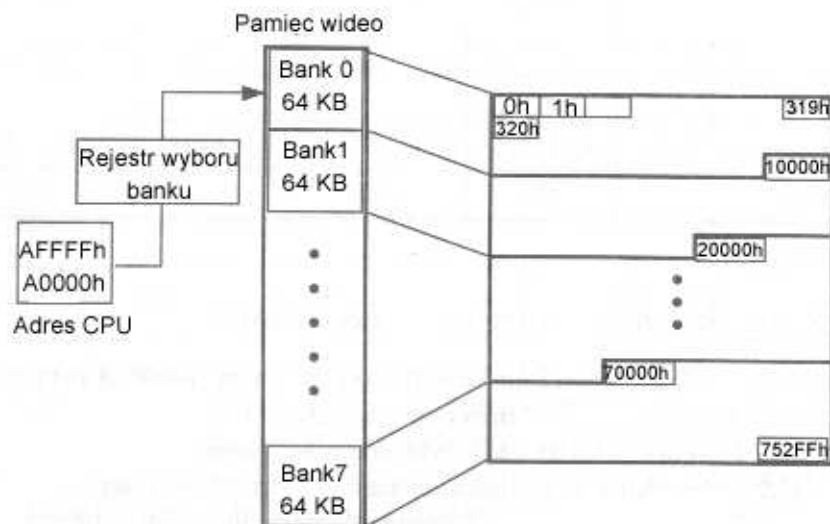 Pamięc wideo
Bank 0
64 KB
Bank1
64 KB
Rejestr wyboru
banku
AFFFFh
A0000h
Adres CPU
Bank7
64 KB
0h
1h
319h
320h
10000h
20000h
70000h
752FFh